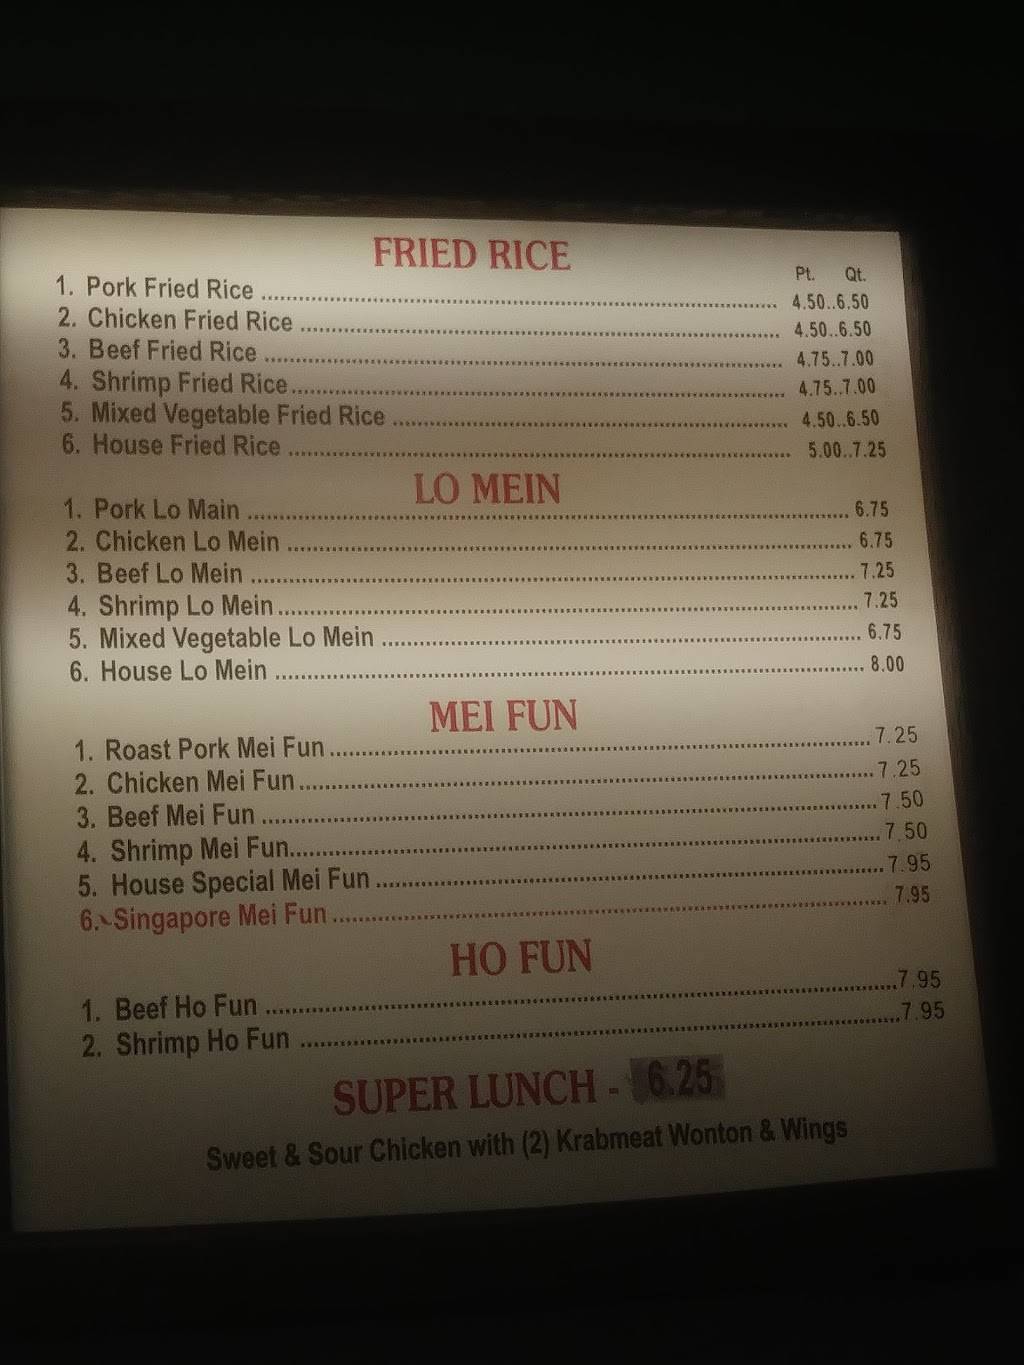 FRIED RICE
Pt. Qt.
1. Pork Fried Rice ........ 4.50..6.50
2. Chicken Fried Rice ........ 4.50..6.50
3. Beef Fried Rice ........ 4.75..7.00
4. Shrimp Fried Rice ........ 4.75..7.00
5. Mixed Vegetable Fried Rice ........ 4.50..6.50
6. House Fried Rice ........ 5.00..7.25
LO MEIN
1. Pork Lo Main ........ 6.75
2. Chicken Lo Mein ........ 6.75
3. Beef Lo Mein ........ 7.25
4. Shrimp Lo Mein ........ 7.25
5. Mixed Vegetable Lo Mein ........ 6.75
6. House Lo Mein ........ 8.00
MEI FUN
1. Roast Pork Mei Fun ........ 7.25
2. Chicken Mei Fun ........ 7.25
3. Beef Mei Fun ........ 7.50
4. Shrimp Mei Fun ........ 7.50
5. House Special Mei Fun ........ 7.95
6. Singapore Mei Fun ........ 7.95
HO FUN
1. Beef Ho Fun ........ 7.95
2. Shrimp Ho Fun ........ 7.95
SUPER LUNCH - 6.25
Sweet & Sour Chicken with (2) Krabmeat Wonton & Wings